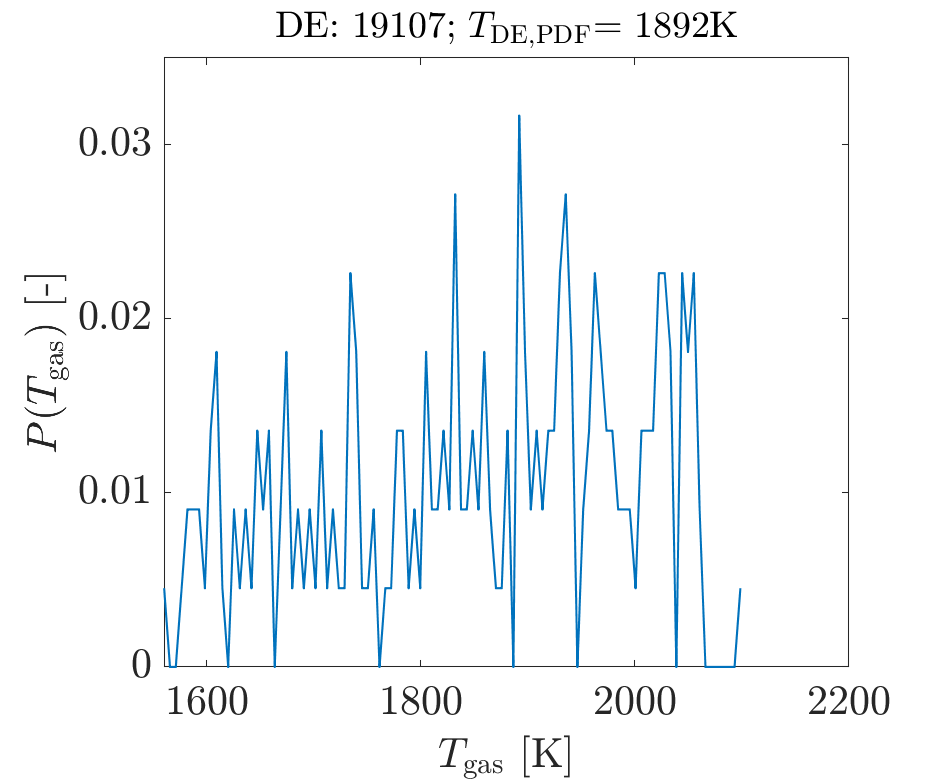 DE: 19107; T_DE,PDF= 1892K
0.03
0.02
0.01
0
P(T_gas) [-]
1600 1800 2000 2200
T_gas [K]